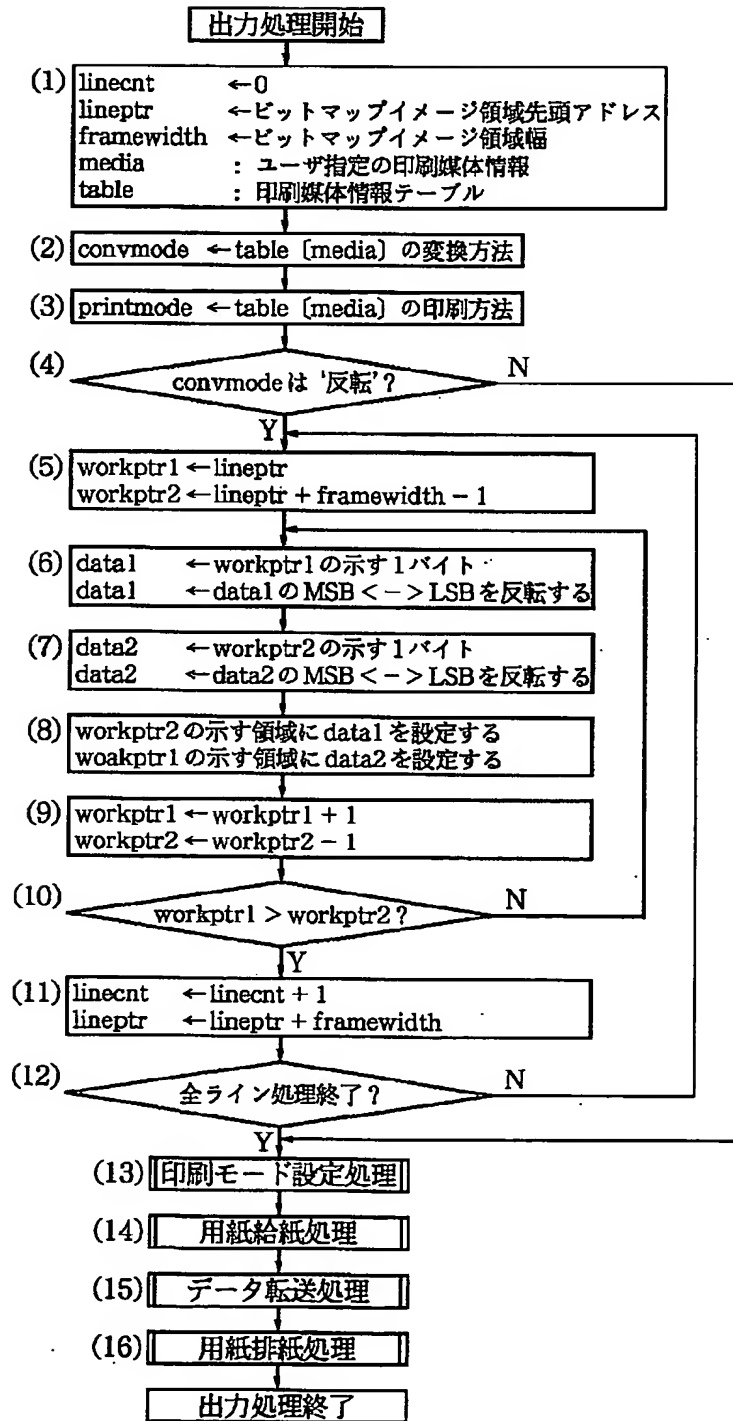 出力処理開始
(1) linecnt ←0
lineptr ←ビットマップイメージ領域先頭アドレス
framewidth ←ビットマップイメージ領域幅
media : ユーザ指定の印刷媒体情報
table : 印刷媒体情報テーブル
(2) convmode ←table〔media〕の変換方法
(3) printmode ←table〔media〕の印刷方法
(4) convmodeは‘反転’? N
Y
(5) workptr1←lineptr
workptr2←lineptr + framewidth − 1
(6) data1 ←workptr1の示す1バイト
data1 ←data1のMSB<−>LSBを反転する
(7) data2 ←workptr2の示す1バイト
data2 ←data2のMSB<−>LSBを反転する
(8) workptr2の示す領域にdata1を設定する
woakptr1の示す領域にdata2を設定する
(9) workptr1←workptr1 + 1
workptr2←workptr2 − 1
(10) workptr1 > workptr2? N
Y
(11) linecnt ←linecnt + 1
lineptr ←lineptr + framewidth
(12) 全ライン処理終了? N
Y
(13) 印刷モード設定処理
(14) 用紙給紙処理
(15) データ転送処理
(16) 用紙排紙処理
出力処理終了